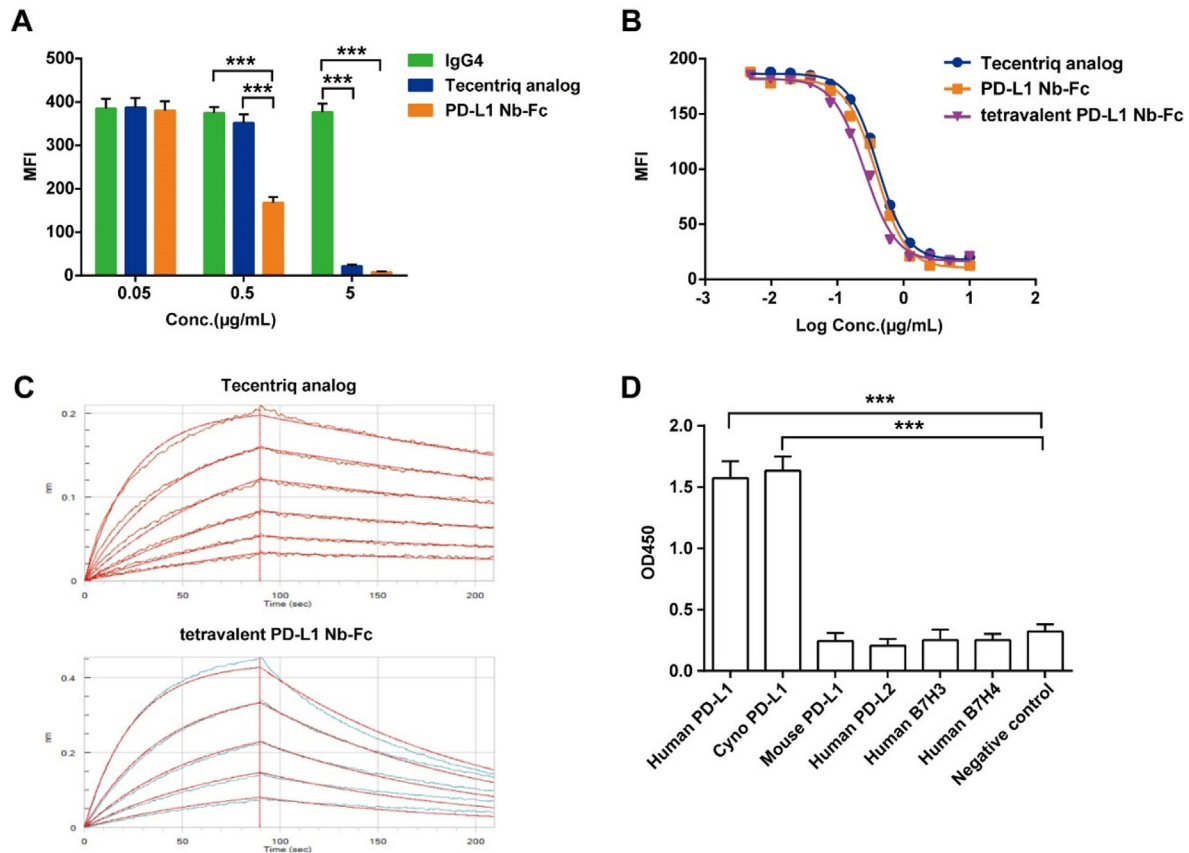 A
500
400
300
200
100
0
MFI
***
***
***
***
IgG4
Tecentriq analog
PD-L1 Nb-Fc
0.05
0.5
5
Conc.(μg/mL)
B
200
150
100
50
0
MFI
-3
-2
-1
0
1
2
Log Conc.(μg/mL)
Tecentriq analog
PD-L1 Nb-Fc
tetravalent PD-L1 Nb-Fc
C
Tecentriq analog
0.2
0.1
0
nm
0
50
100
150
200
Time (sec)
tetravalent PD-L1 Nb-Fc
0.4
0.2
0
nm
0
50
100
150
200
Time (sec)
D
***
***
2.0
1.5
1.0
0.5
0.0
OD450
Human PD-L1
Cyno PD-L1
Mouse PD-L1
Human PD-L2
Human B7H3
Human B7H4
Negative control